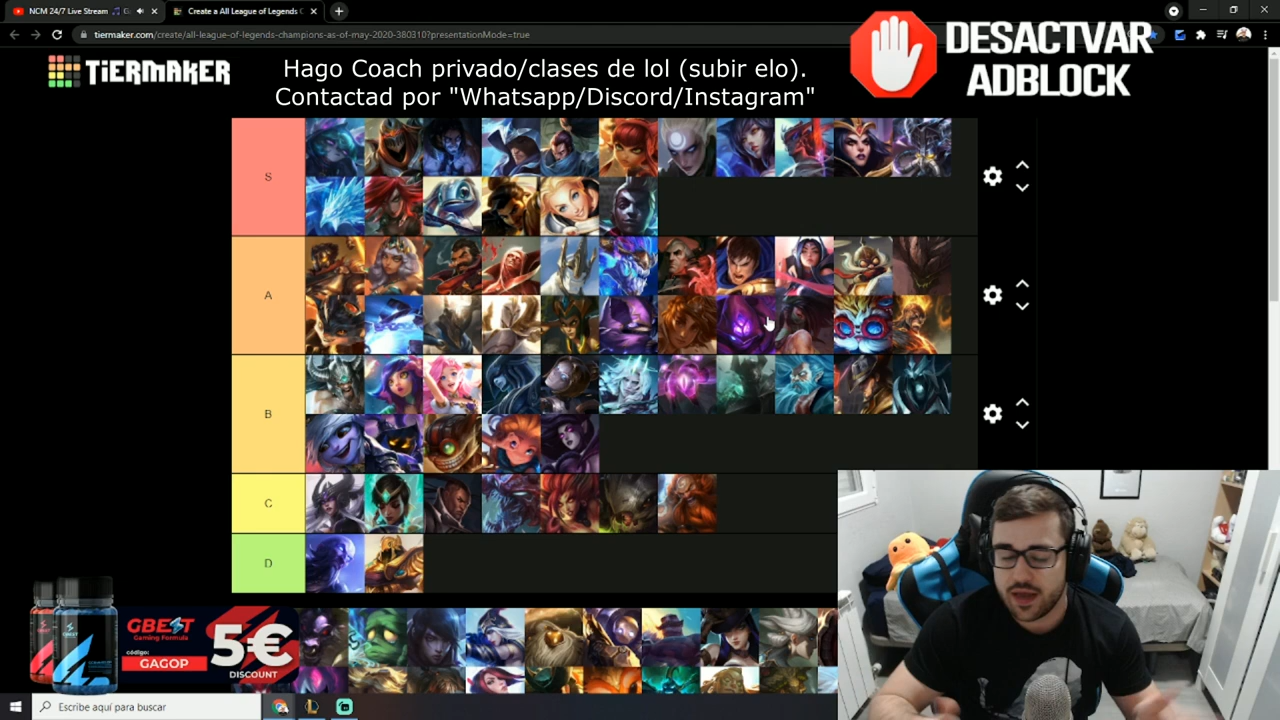 NCM 24/7 Live Stream
Create a All League of Legends C
tiermaker.com/create/all-league-of-legends-champions-as-of-may-2020-380310?presentationMode=true
TIERMAKER
Hago Coach privado/clases de lol (subir elo).
Contactad por "Whatsapp/Discord/Instagram"
DESACTVAR
ADBLOCK
S
A
B
C
D
GBEST
Gaming Formula
código:
GAGOP
5€
DISCOUNT
Escribe aquí para buscar